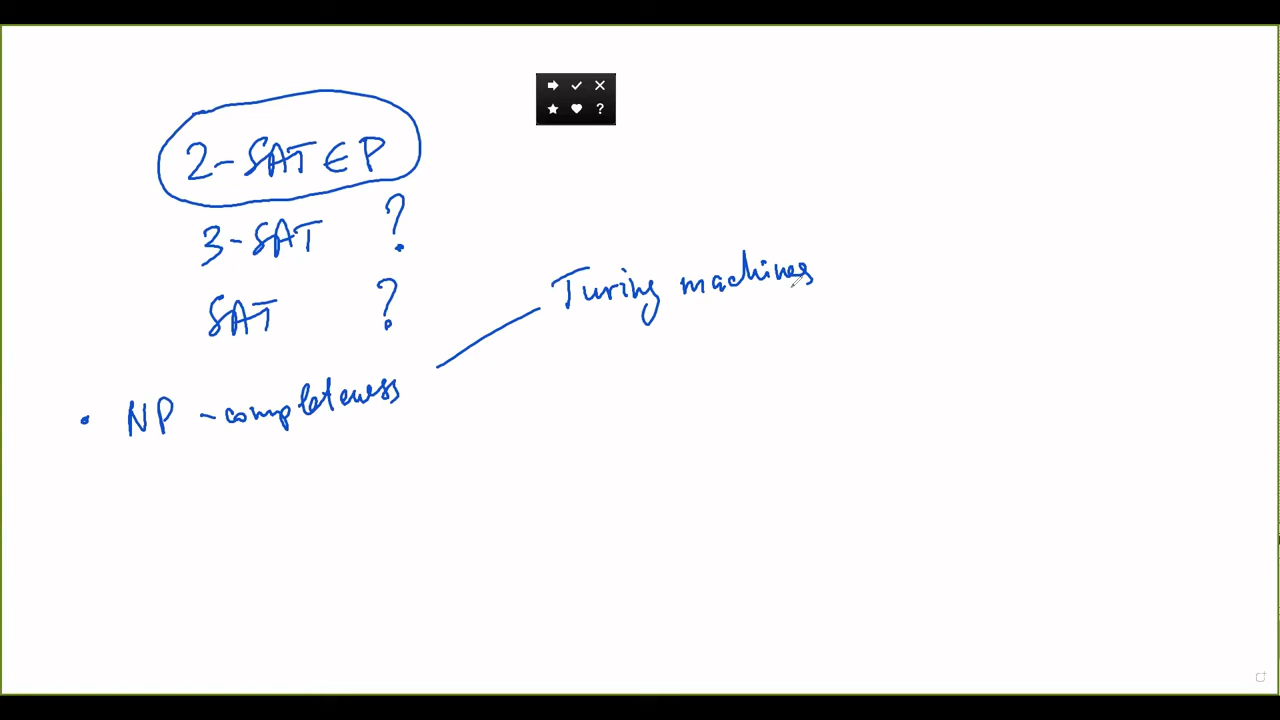 2-SAT ∈ P
3-SAT ?
SAT ?
Turing machines
• NP-completeness